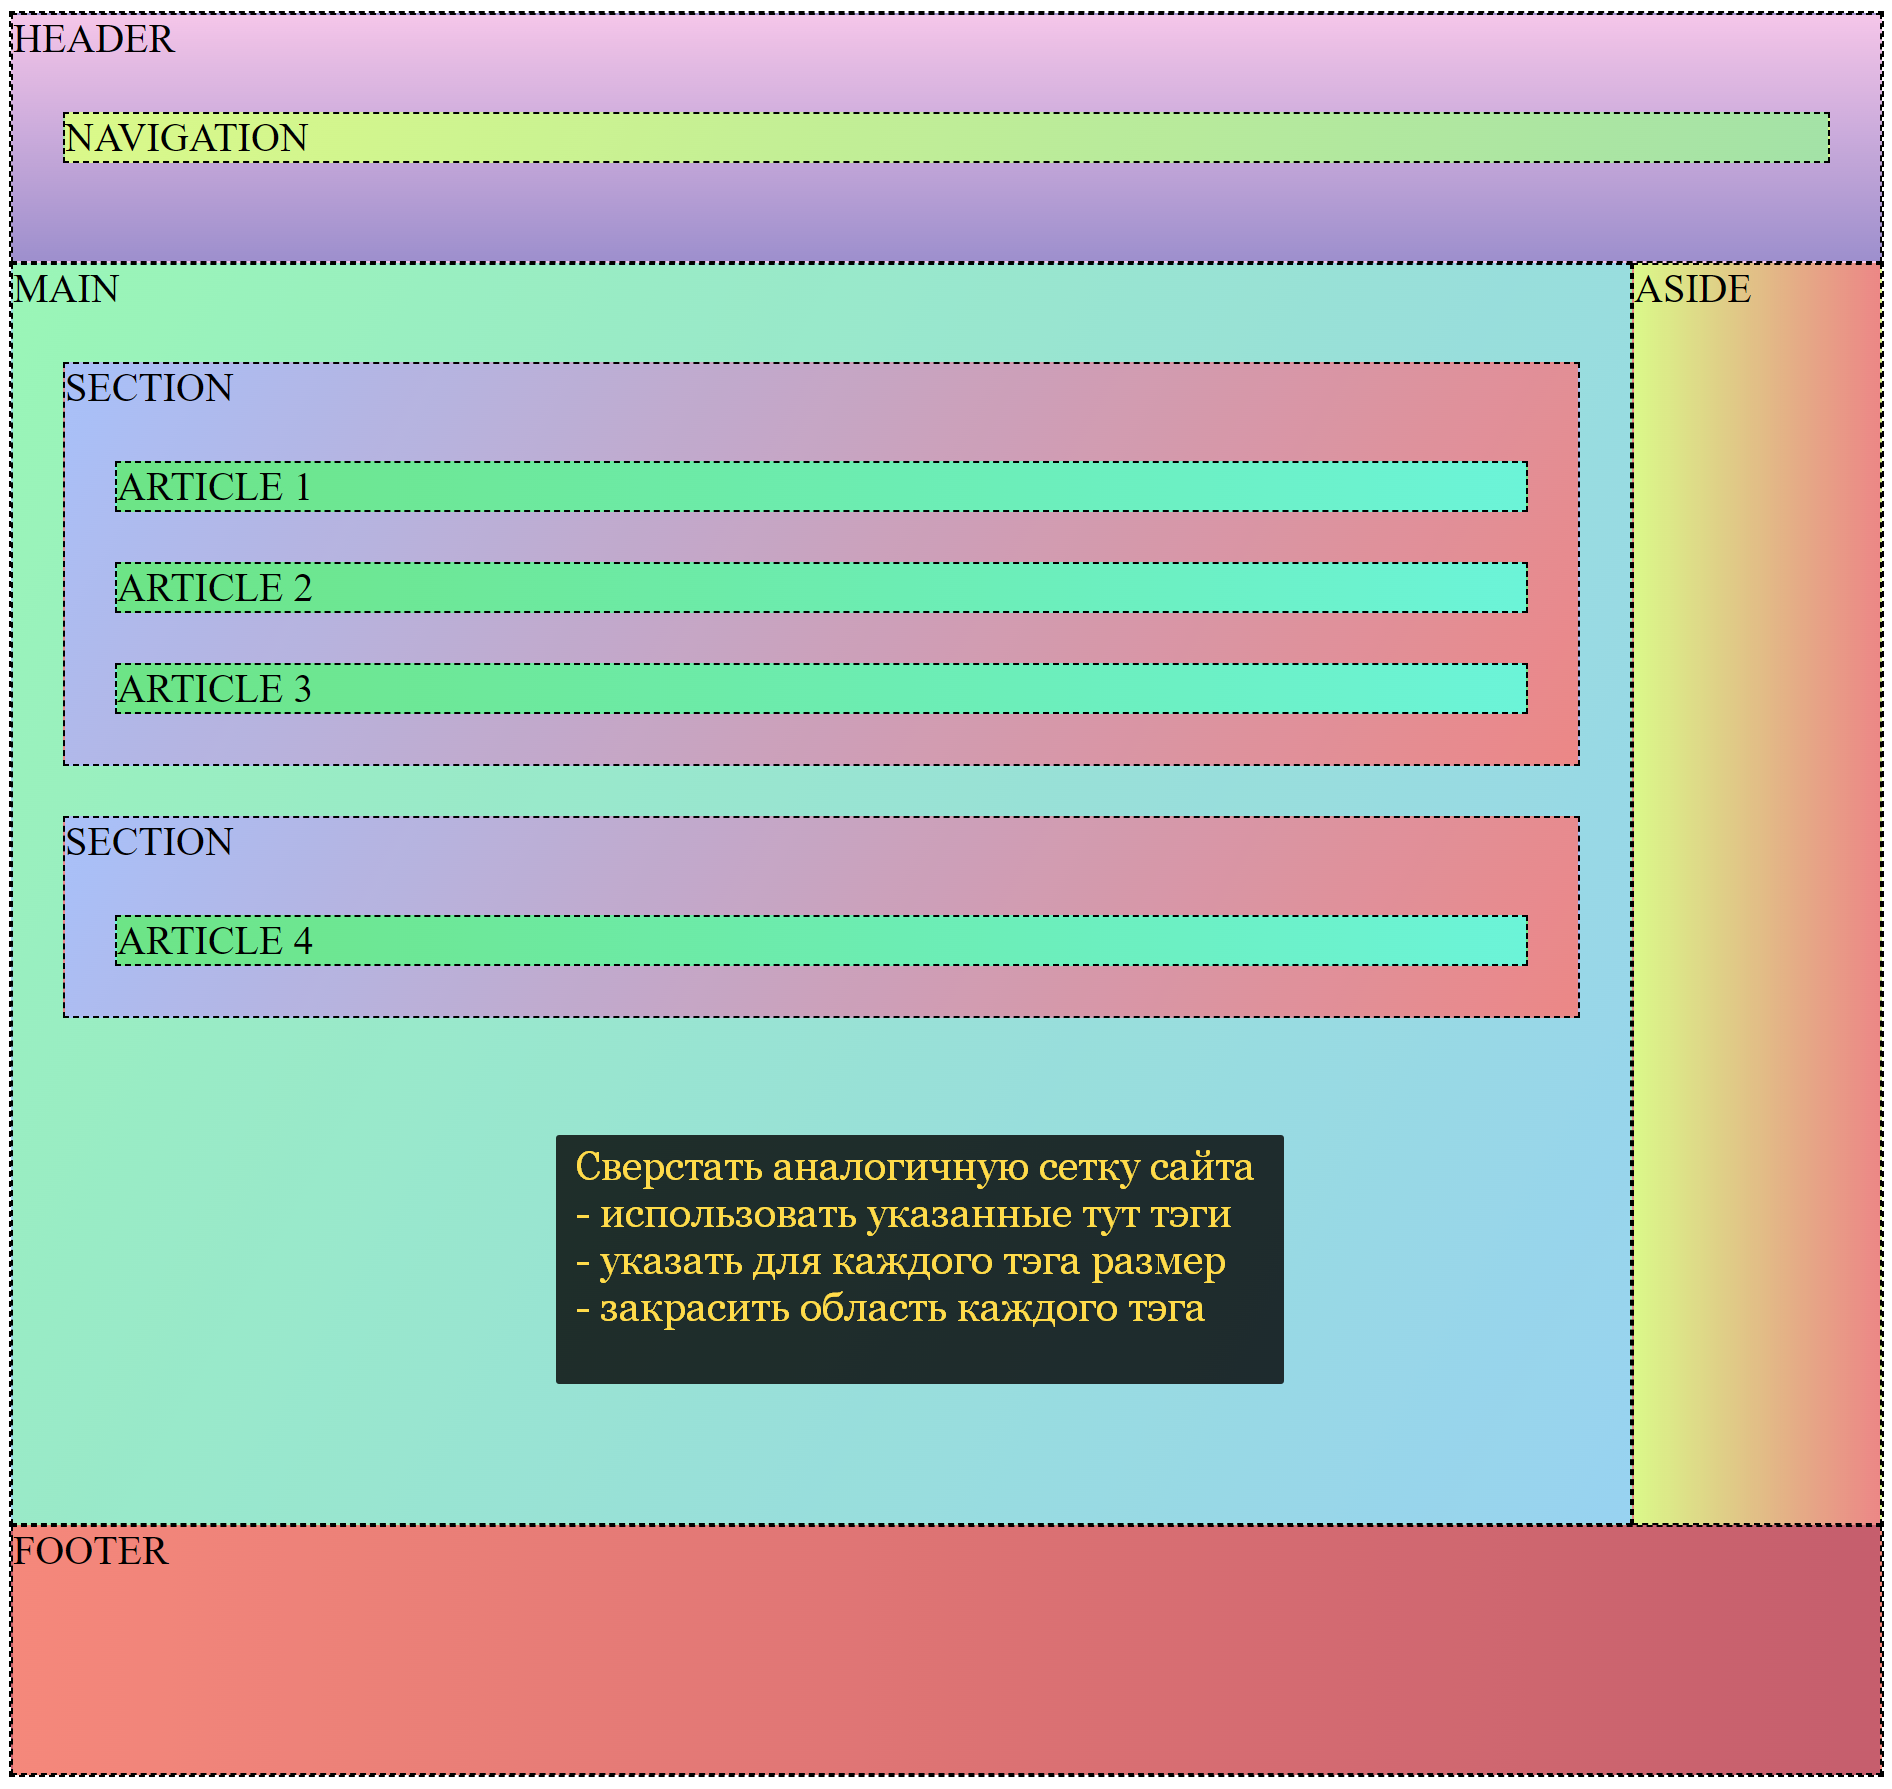 HEADER
NAVIGATION
MAIN
ASIDE
SECTION
ARTICLE 1
ARTICLE 2
ARTICLE 3
SECTION
ARTICLE 4
Сверстать аналогичную сетку сайта
- использовать указанные тут тэги
- указать для каждого тэга размер
- закрасить область каждого тэга
FOOTER